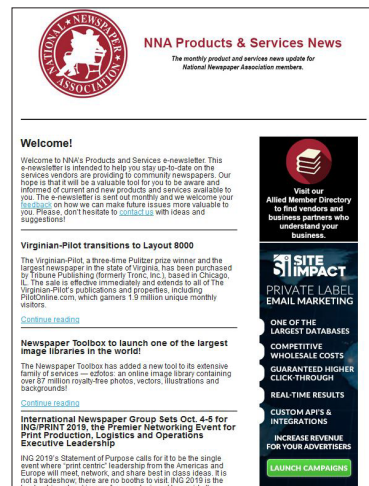 NATIONAL NEWSPAPER ASSOCIATION
NNA Products & Services News
The monthly product and services news update for
National Newspaper Association members.
Welcome!
Welcome to NNA's Products and Services e-newsletter. This
e-newsletter is intended to help you stay up-to-date on the
services vendors are providing to community newspapers. Our
hope is that it will be a valuable tool for you to be aware and
informed of current and new products and services available to
you. The e-newsletter is sent out monthly and we welcome your
feedback on how we can make future issues more valuable to
you. Please, don't hesitate to contact us with ideas and
suggestions!
Virginian-Pilot transitions to Layout 8000
The Virginian-Pilot, a three-time Pulitzer prize winner and the
largest newspaper in the state of Virginia, has been purchased
by Tribune Publishing (formerly Tronc, Inc.), based in Chicago,
IL. The sale is effective immediately and extends to all of The
Virginian-Pilot's publications and properties, including
PilotOnline.com, which garners 1.9 million unique monthly
visitors.
Continue reading
Newspaper Toolbox to launch one of the largest
image libraries in the world!
The Newspaper Toolbox has added a new tool to its extensive
family of services — ezfotos: an online image library containing
over 87 million royalty-free photos, vectors, illustrations and
backgrounds!
Continue reading
International Newspaper Group Sets Oct. 4-5 for
ING/PRINT 2019, the Premier Networking Event for
Print Production, Logistics and Operations
Executive Leadership
ING 2019's Statement of Purpose calls for it to be the single
event where "print centric" leadership from the Americas and
Europe will meet, network, and share best in class ideas. It is
not a tradeshow; there are no booths to visit. ING 2019 is the
Visit our
Allied Member Directory
to find vendors and
business partners who
understand your
business.
SITE
IMPACT
PRIVATE LABEL
EMAIL MARKETING
ONE OF THE
LARGEST DATABASES
COMPETITIVE
WHOLESALE COSTS
GUARANTEED HIGHER
CLICK-THROUGH
REAL-TIME RESULTS
CUSTOM API'S &
INTEGRATIONS
INCREASE REVENUE
FOR YOUR ADVERTISERS
LAUNCH CAMPAIGNS